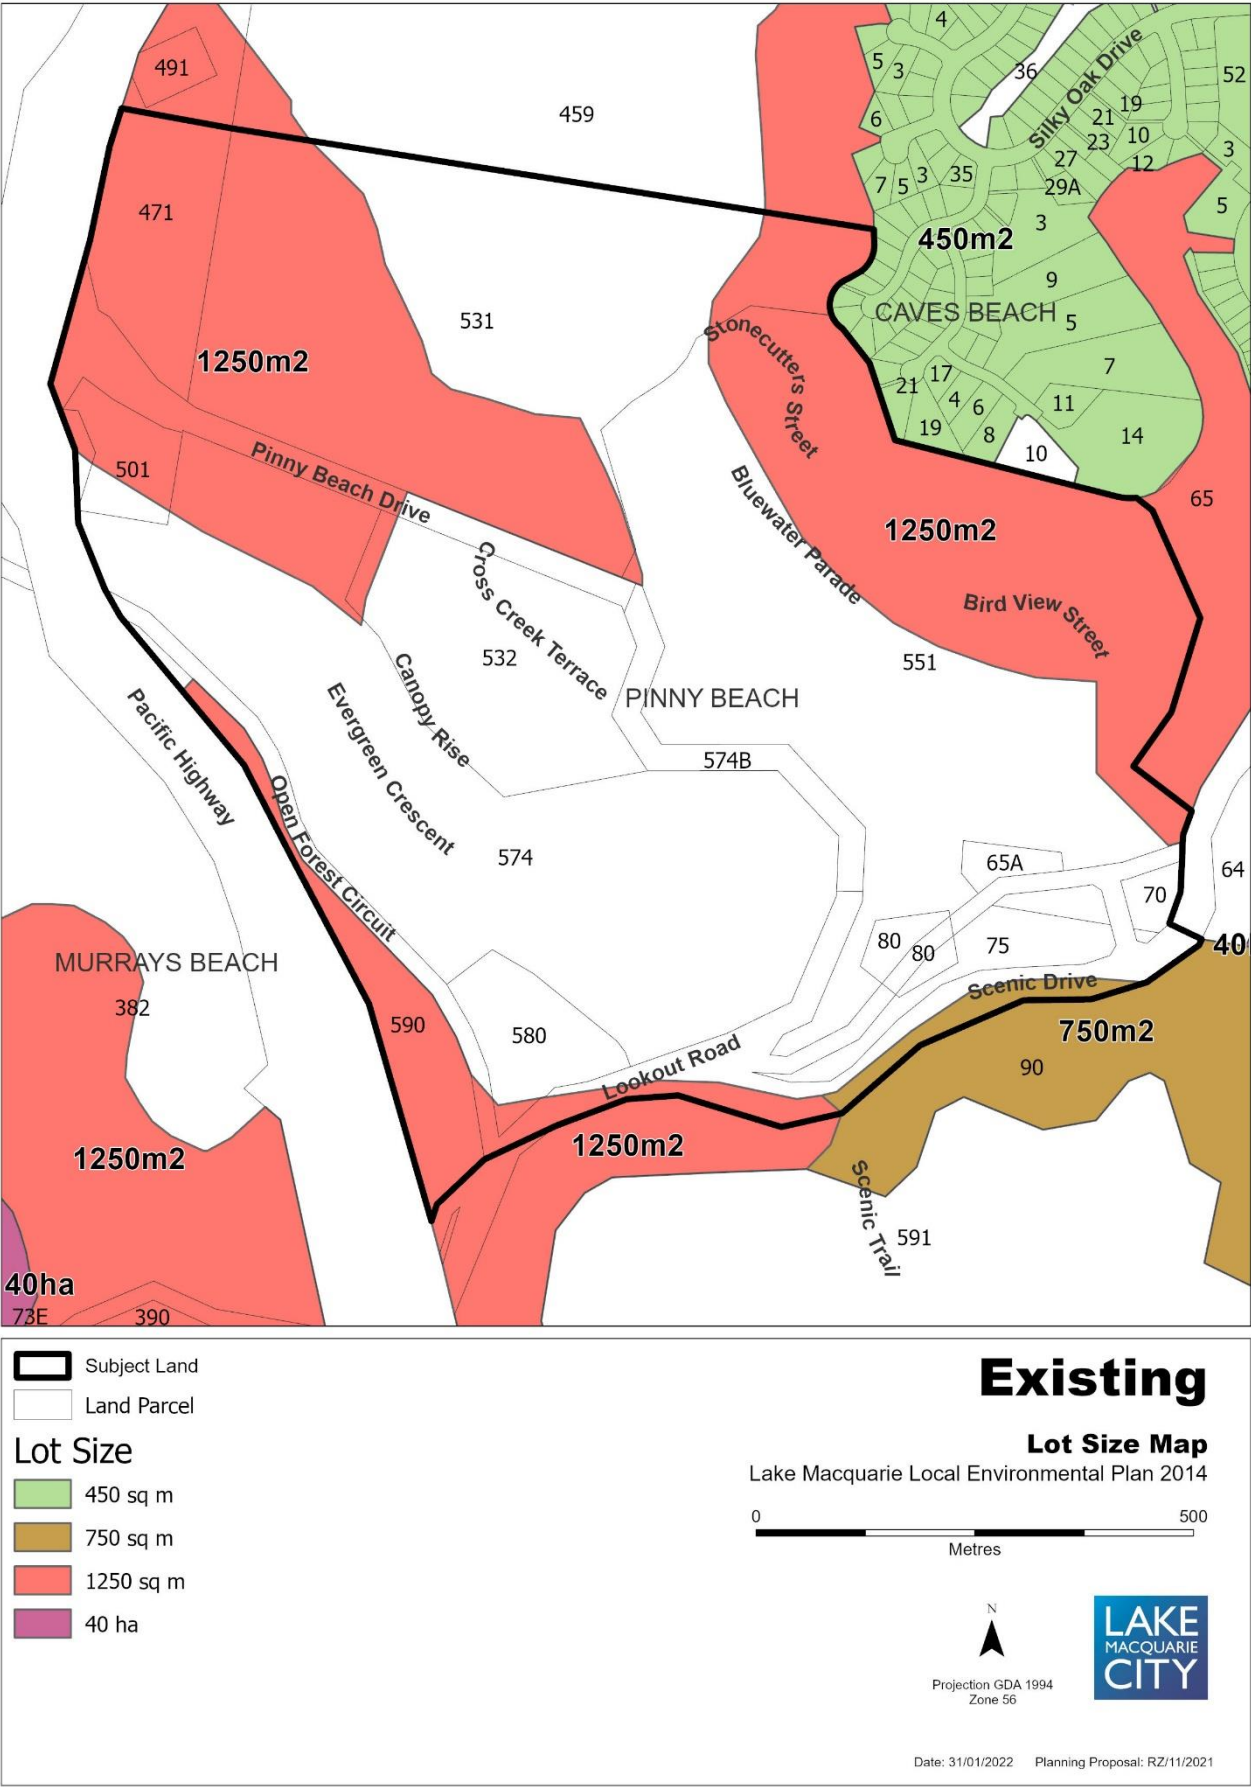 4
5
3
36
Silky Oak Drive
52
491
459
6
21
19
23
10
27
12
3
7
5
3
35
29A
5
471
450m2
3
9
CAVES BEACH
5
531
Stonecutters Street
1250m2
7
17
21
4
6
11
19
8
14
10
501
Pinny Beach Drive
Bluewater Parade
65
1250m2
Cross Creek Terrace
Bird View Street
532
551
Canopy Rise
Evergreen Crescent
PINNY BEACH
Pacific Highway
574B
Open Forest Circuit
574
65A
64
70
80
80
75
40
MURRAYS BEACH
382
590
580
Scenic Drive
750m2
Lookout Road
90
1250m2
1250m2
Scenic Trail
591
40ha
73E
390
Subject Land
Land Parcel
Lot Size
450 sq m
750 sq m
1250 sq m
40 ha
Existing
Lot Size Map
Lake Macquarie Local Environmental Plan 2014
0 500
Metres
N
Projection GDA 1994
Zone 56
LAKE
MACQUARIE
CITY
Date: 31/01/2022 Planning Proposal: RZ/11/2021